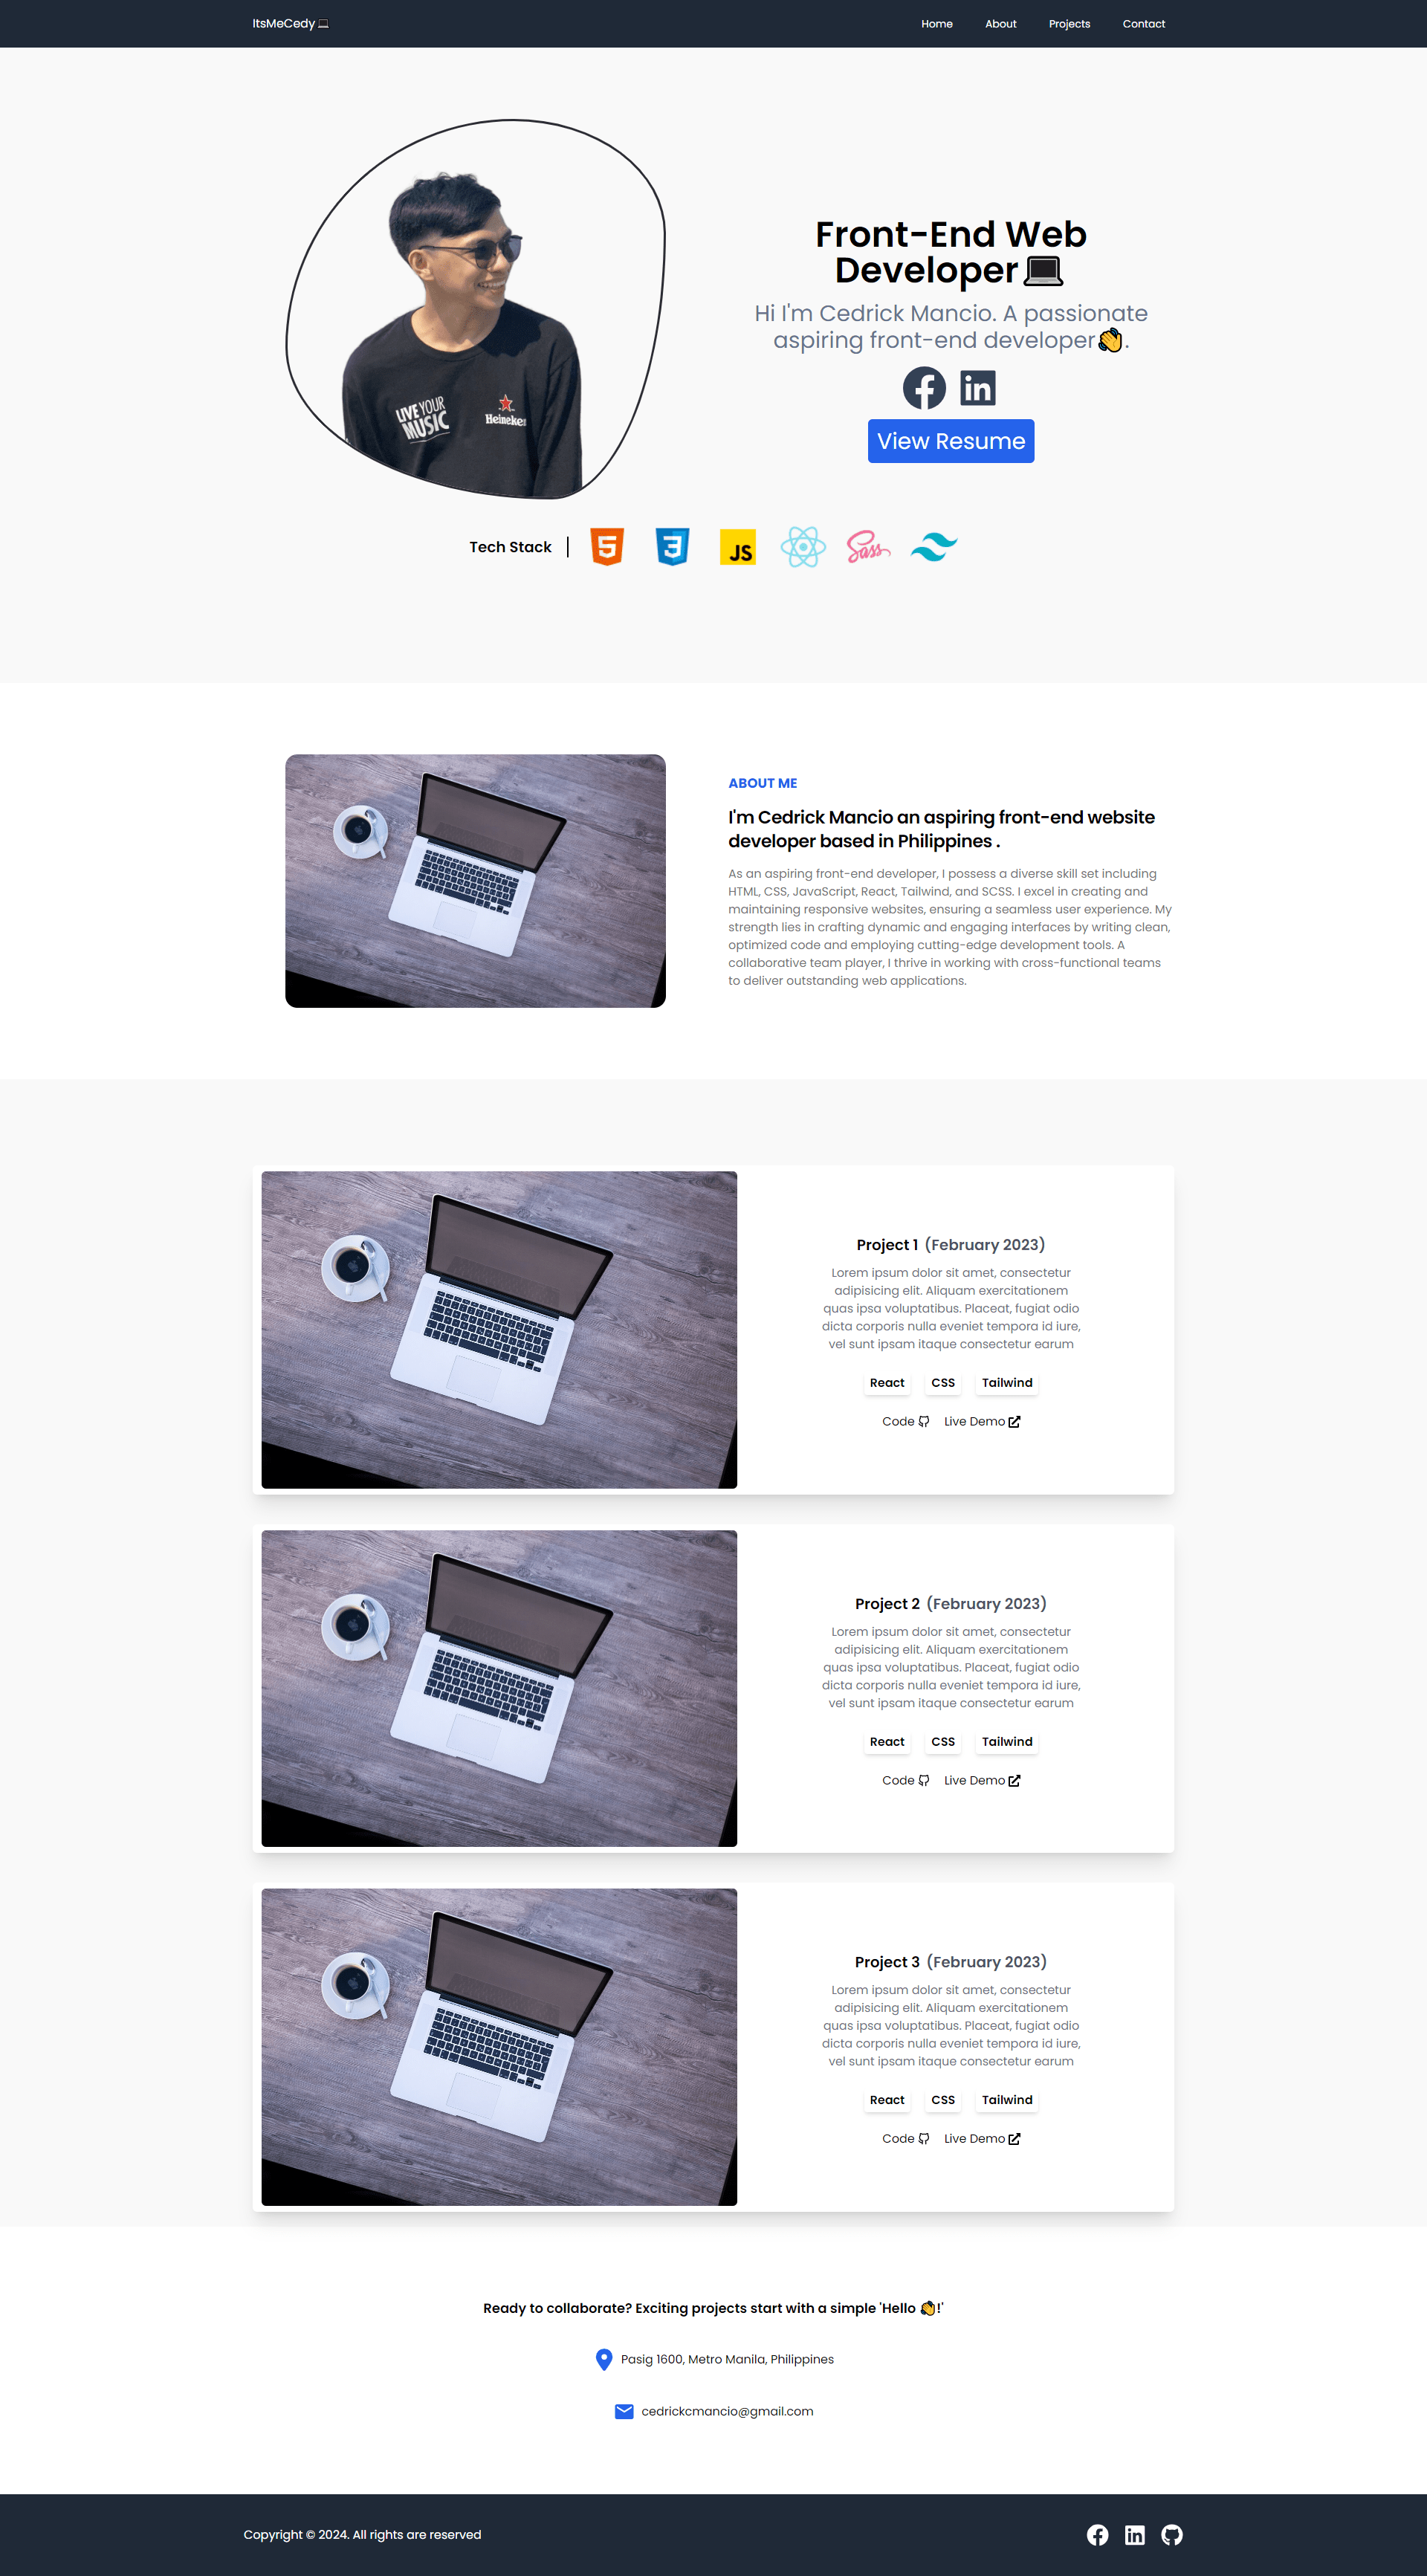 ItsMeCedy💻
Home About Projects Contact
Front-End Web
Developer💻
Hi I'm Cedrick Mancio. A passionate
aspiring front-end developer👏.
LIVE YOUR
MUSIC
Heineken
View Resume
Tech Stack
5
3
JS
Sass
ABOUT ME
I'm Cedrick Mancio an aspiring front-end website
developer based in Philippines .
As an aspiring front-end developer, I possess a diverse skill set including
HTML, CSS, JavaScript, React, Tailwind, and SCSS. I excel in creating and
maintaining responsive websites, ensuring a seamless user experience. My
strength lies in crafting dynamic and engaging interfaces by writing clean,
optimized code and employing cutting-edge development tools. A
collaborative team player, I thrive in working with cross-functional teams
to deliver outstanding web applications.
Project 1 (February 2023)
Lorem ipsum dolor sit amet, consectetur
adipisicing elit. Aliquam exercitationem
quas ipsa voluptatibus. Placeat, fugiat odio
dicta corporis nulla eveniet tempora id iure,
vel sunt ipsam itaque consectetur earum
React CSS Tailwind
Code Live Demo
Project 2 (February 2023)
Lorem ipsum dolor sit amet, consectetur
adipisicing elit. Aliquam exercitationem
quas ipsa voluptatibus. Placeat, fugiat odio
dicta corporis nulla eveniet tempora id iure,
vel sunt ipsam itaque consectetur earum
React CSS Tailwind
Code Live Demo
Project 3 (February 2023)
Lorem ipsum dolor sit amet, consectetur
adipisicing elit. Aliquam exercitationem
quas ipsa voluptatibus. Placeat, fugiat odio
dicta corporis nulla eveniet tempora id iure,
vel sunt ipsam itaque consectetur earum
React CSS Tailwind
Code Live Demo
Ready to collaborate? Exciting projects start with a simple 'Hello 👏!'
Pasig 1600, Metro Manila, Philippines
cedrickcmancio@gmail.com
Copyright © 2024. All rights are reserved